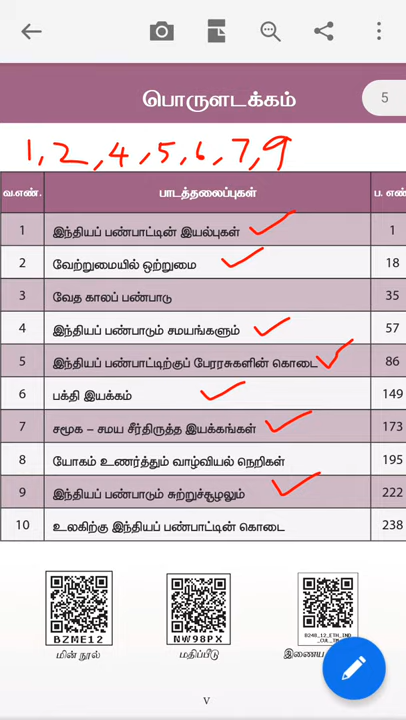 பொருளடக்கம்
5
1, 2, 4, 5, 6, 7, 9
வ.எண். பாடத்தலைப்புகள் ப. எண்
1 இந்தியப் பண்பாட்டின் இயல்புகள் 1
2 வேற்றுமையில் ஒற்றுமை 18
3 வேத காலப் பண்பாடு 35
4 இந்தியப் பண்பாடும் சமயங்களும் 57
5 இந்தியப் பண்பாட்டிற்குப் பேரரசுகளின் கொடை 86
6 பக்தி இயக்கம் 149
7 சமூக – சமய சீர்திருத்த இயக்கங்கள் 173
8 யோகம் உணர்த்தும் வாழ்வியல் நெறிகள் 195
9 இந்தியப் பண்பாடும் சுற்றுச்சூழலும் 222
10 உலகிற்கு இந்தியப் பண்பாட்டின் கொடை 238
BZME12 NW98PX 0248_12_ETH_IND
மின் நூல் மதிப்பீடு இணைய
V